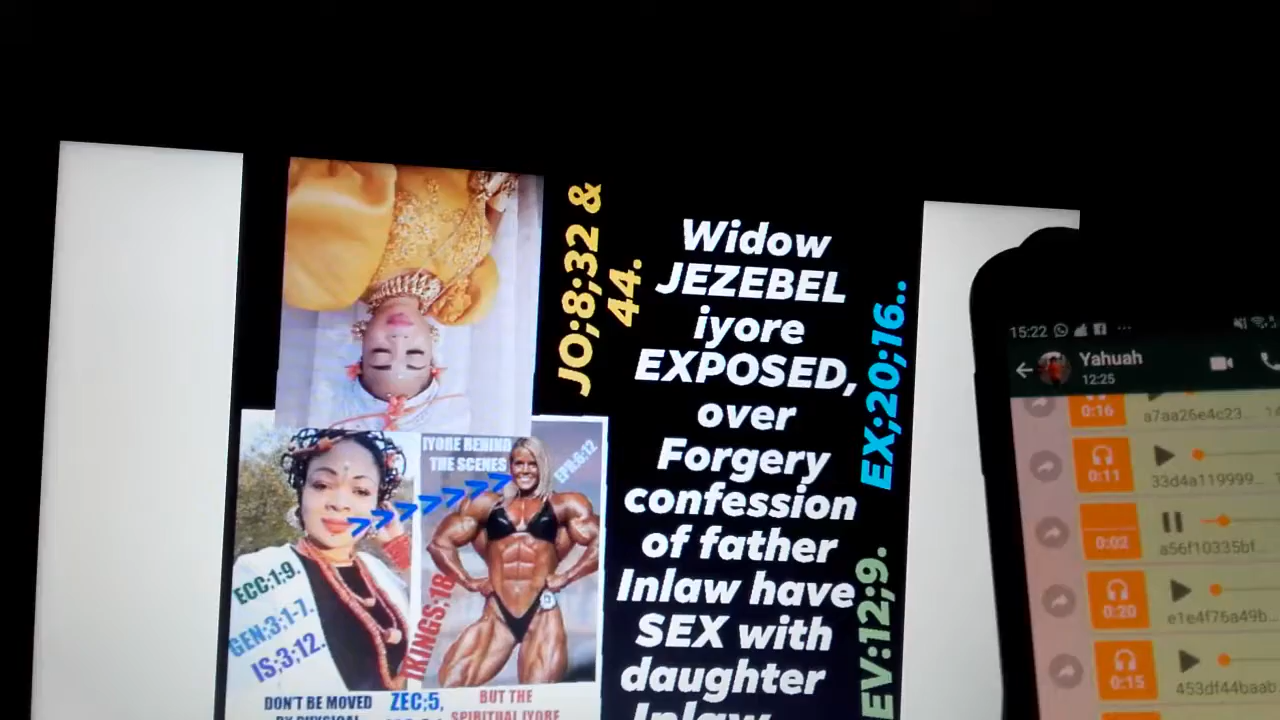 JO;8;32 &
44.
Widow
JEZEBEL
iyore
EXPOSED,
over
Forgery
confession
of father
Inlaw have
SEX with
daughter
Inlaw
EX;20;16..
EV:12;9.
IYORE BEHIND
THE SCENES
EPH:6:12
>>>>>>>
ECC;1;9.
GEN;3;1-7.
IS;3;12.
1KINGS;18
DON'T BE MOVED
BY PHYSICAL
ZEC;5,
BUT THE
SPIRITUAL IYORE
15:22
Yahuah
12:25
0:16
a7aa26e4c23...
0:11
33d4a119999...
0:02
a56f10335bf...
0:20
e1e4f76a49b...
0:15
453df44baab...